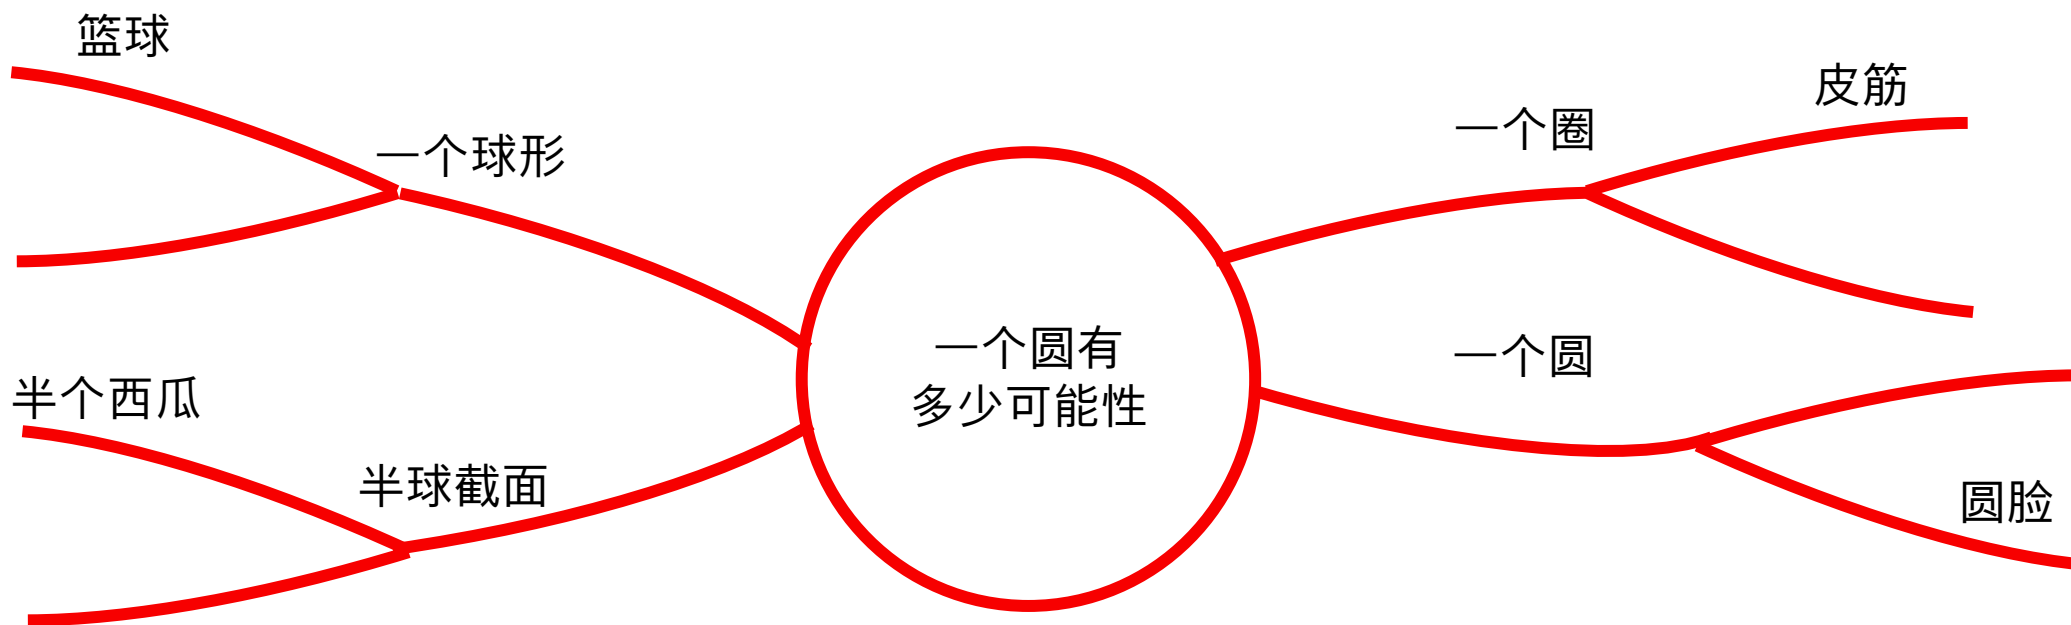 篮球
一个球形
半个西瓜
半球截面
一个圆有
多少可能性
一个圈
皮筋
一个圆
圆脸